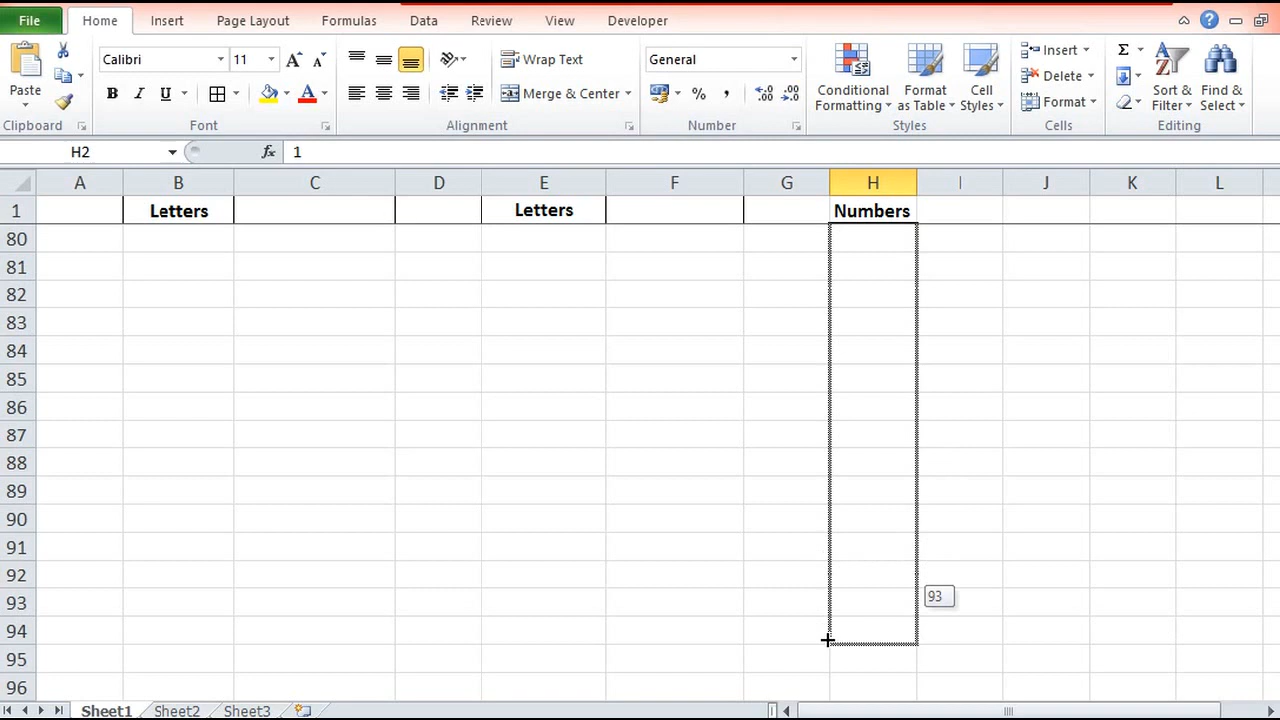 File Home Insert Page Layout Formulas Data Review View Developer
Calibri 11 Wrap Text General
Paste B I U A Merge & Center % , Conditional Formatting Format as Table Cell Styles Insert Delete Format Σ Sort & Filter Find & Select
Clipboard Font Alignment Number Styles Cells Editing
H2 fx 1
A B C D E F G H I J K L
1 Letters Letters Numbers
80
81
82
83
84
85
86
87
88
89
90
91
92
93 93
94
95
96
Sheet1 Sheet2 Sheet3